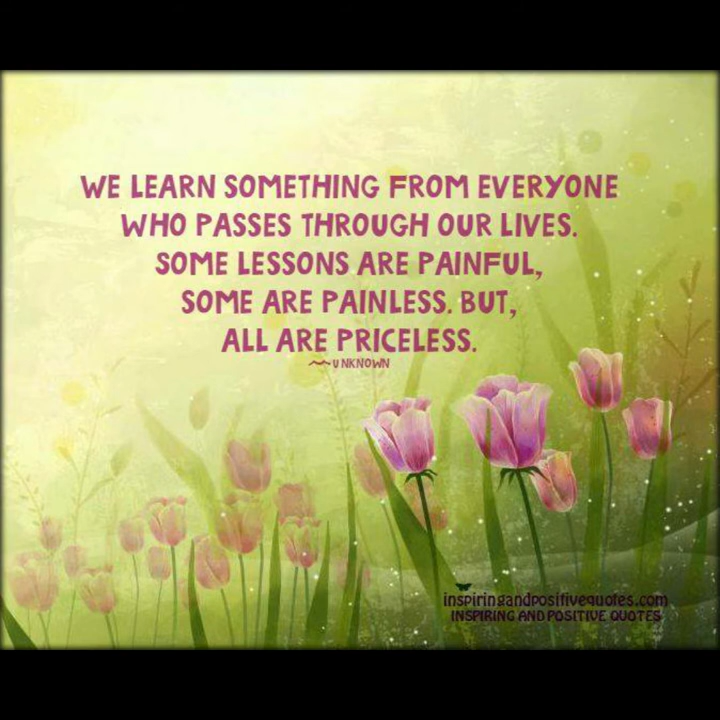 WE LEARN SOMETHING FROM EVERYONE
WHO PASSES THROUGH OUR LIVES.
SOME LESSONS ARE PAINFUL,
SOME ARE PAINLESS. BUT,
ALL ARE PRICELESS.
~UNKNOWN
inspiringandpositivequotes.com
INSPIRING AND POSITIVE QUOTES